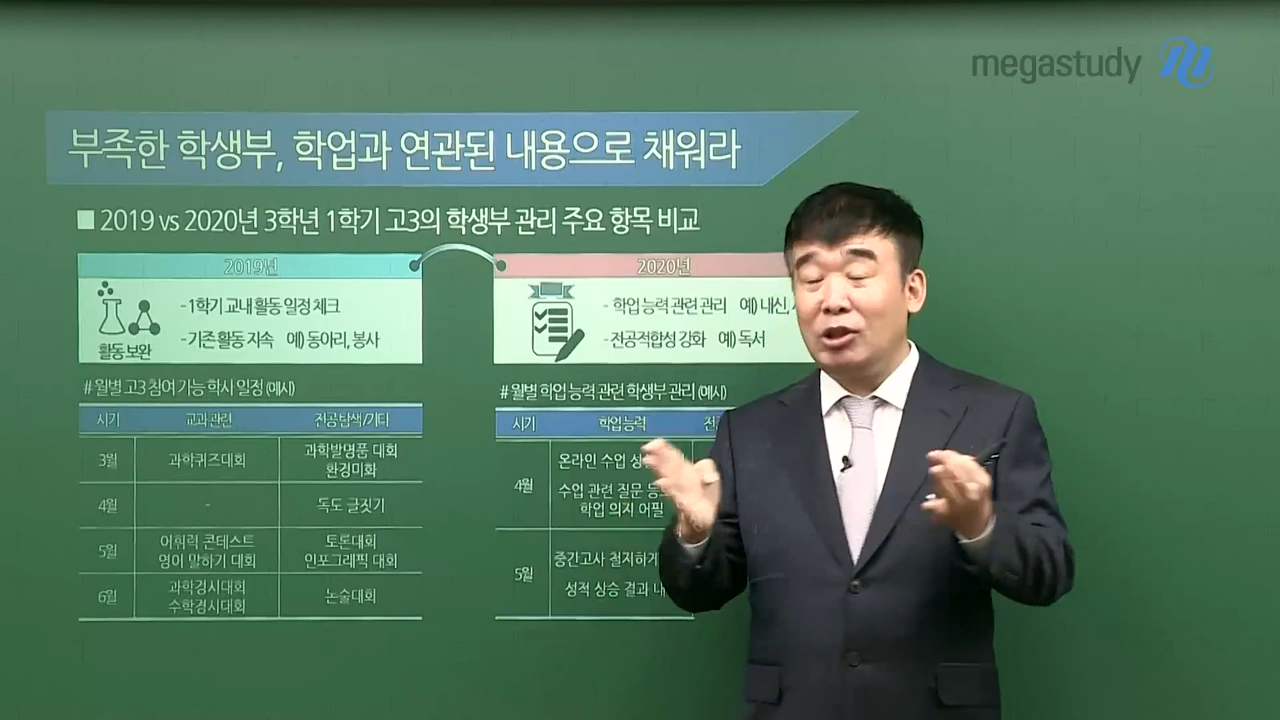 megastudy
부족한 학생부, 학업과 연관된 내용으로 채워라
■ 2019 vs 2020년 3학년 1학기 고3의 학생부 관리 주요 항목 비교
2019년
활동 보완
- 1학기 교내 활동 일정 체크
- 기존 활동 지속 예) 동아리, 봉사
# 월별 고3 참여 가능 학시 일정 (예시)
시기 교과 관련 전공탐색/기타
3월 과학퀴즈대회 과학발명품 대회
환경미화
4월 - 독도 글짓기
5월 어휘력 콘테스트 토론대회
영어 말하기 대회 인포그래픽 대회
6월 과학경시대회 논술대회
수학경시대회
2020년
- 학업 능력 관련 관리 예) 내신,
- 전공적합성 강화 예) 독서
# 월별 학업 능력 관련 학생부 관리 (예시)
시기 학업능력
4월 온라인 수업
수업 관련 질문
학업 의지 어필
5월 중간고사 철저하게
성적 상승 결과